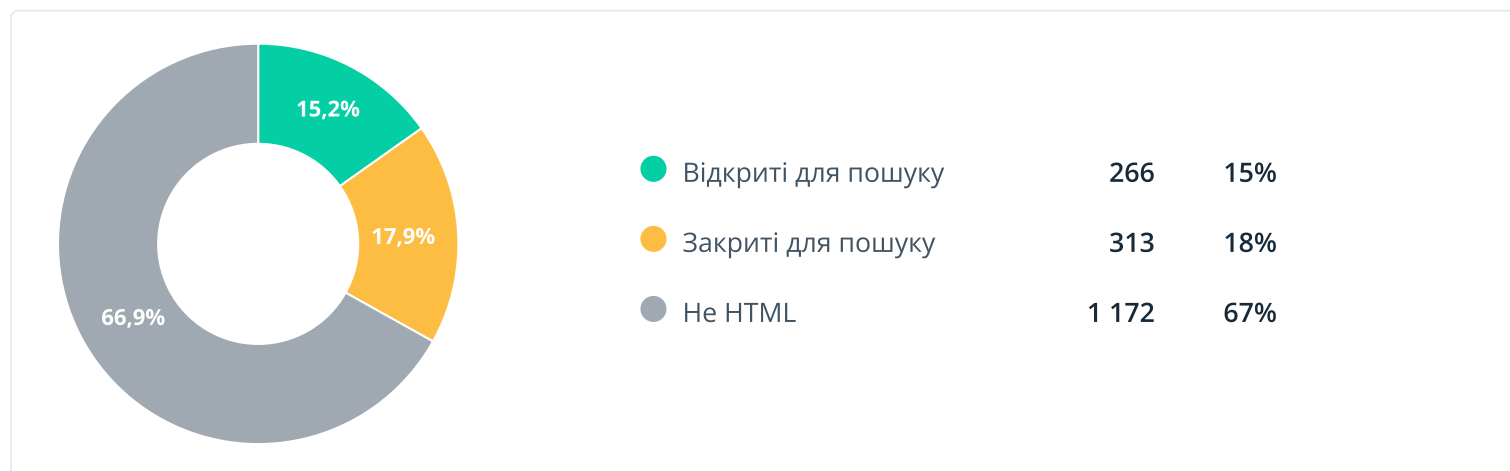 15,2%
17,9%
66,9%
Відкриті для пошуку 266 15%
Закриті для пошуку 313 18%
Не HTML 1 172 67%